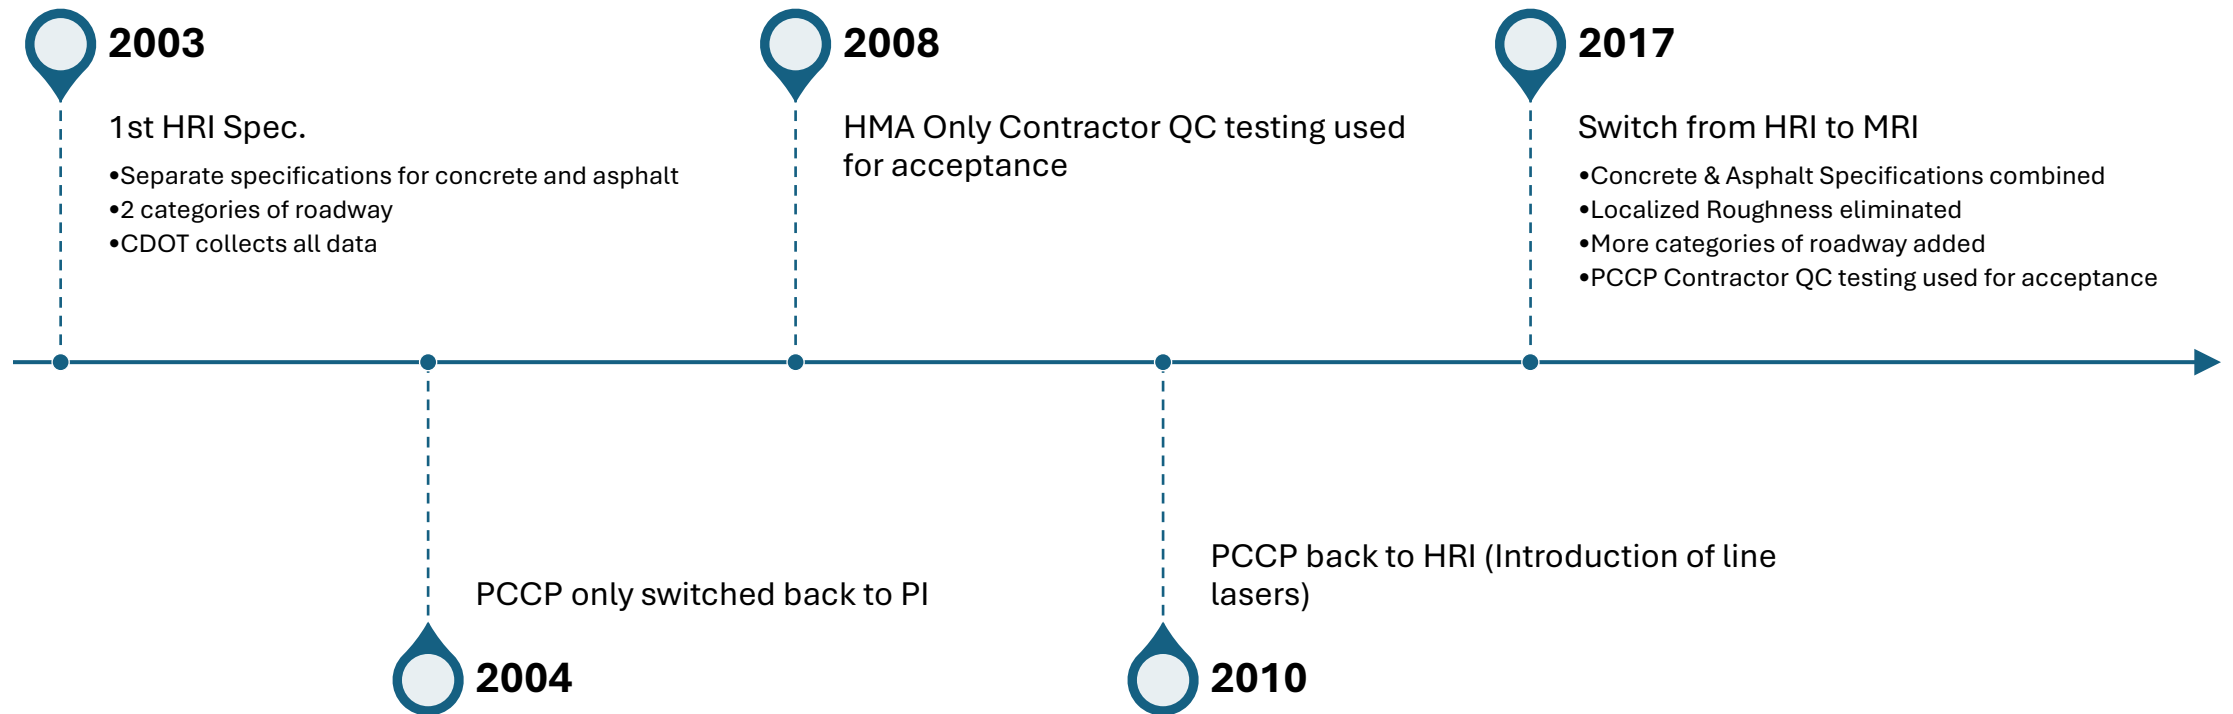 2003
1st HRI Spec.
•Separate specifications for concrete and asphalt
•2 categories of roadway
•CDOT collects all data
PCCP only switched back to PI
2004
2008
HMA Only Contractor QC testing used
for acceptance
PCCP back to HRI (Introduction of line
lasers)
2010
2017
Switch from HRI to MRI
•Concrete & Asphalt Specifications combined
•Localized Roughness eliminated
•More categories of roadway added
•PCCP Contractor QC testing used for acceptance